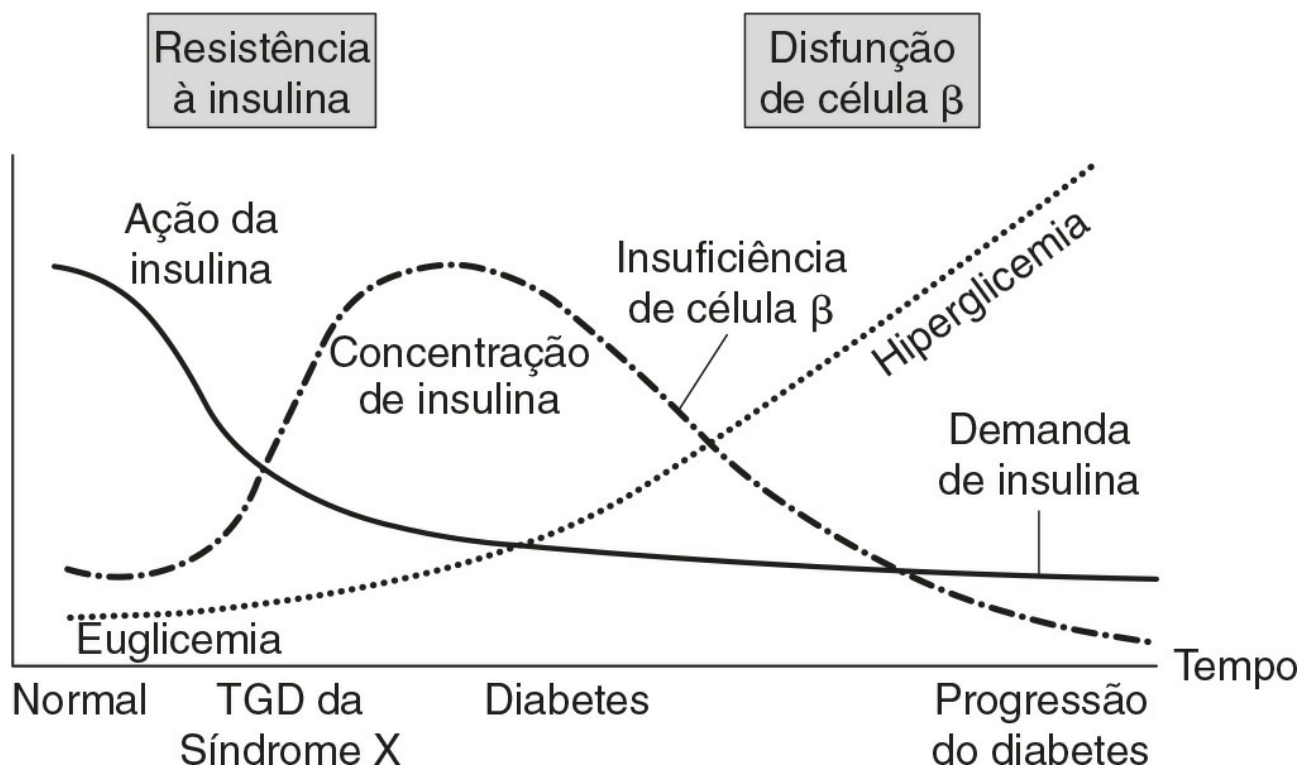 Resistência
à insulina
Disfunção
de célula β
Ação da
insulina
Concentração
de insulina
Insuficiência
de célula β
Hiperglicemia
Demanda
de insulina
Euglicemia
Tempo
Normal
TGD da
Síndrome X
Diabetes
Progressão
do diabetes